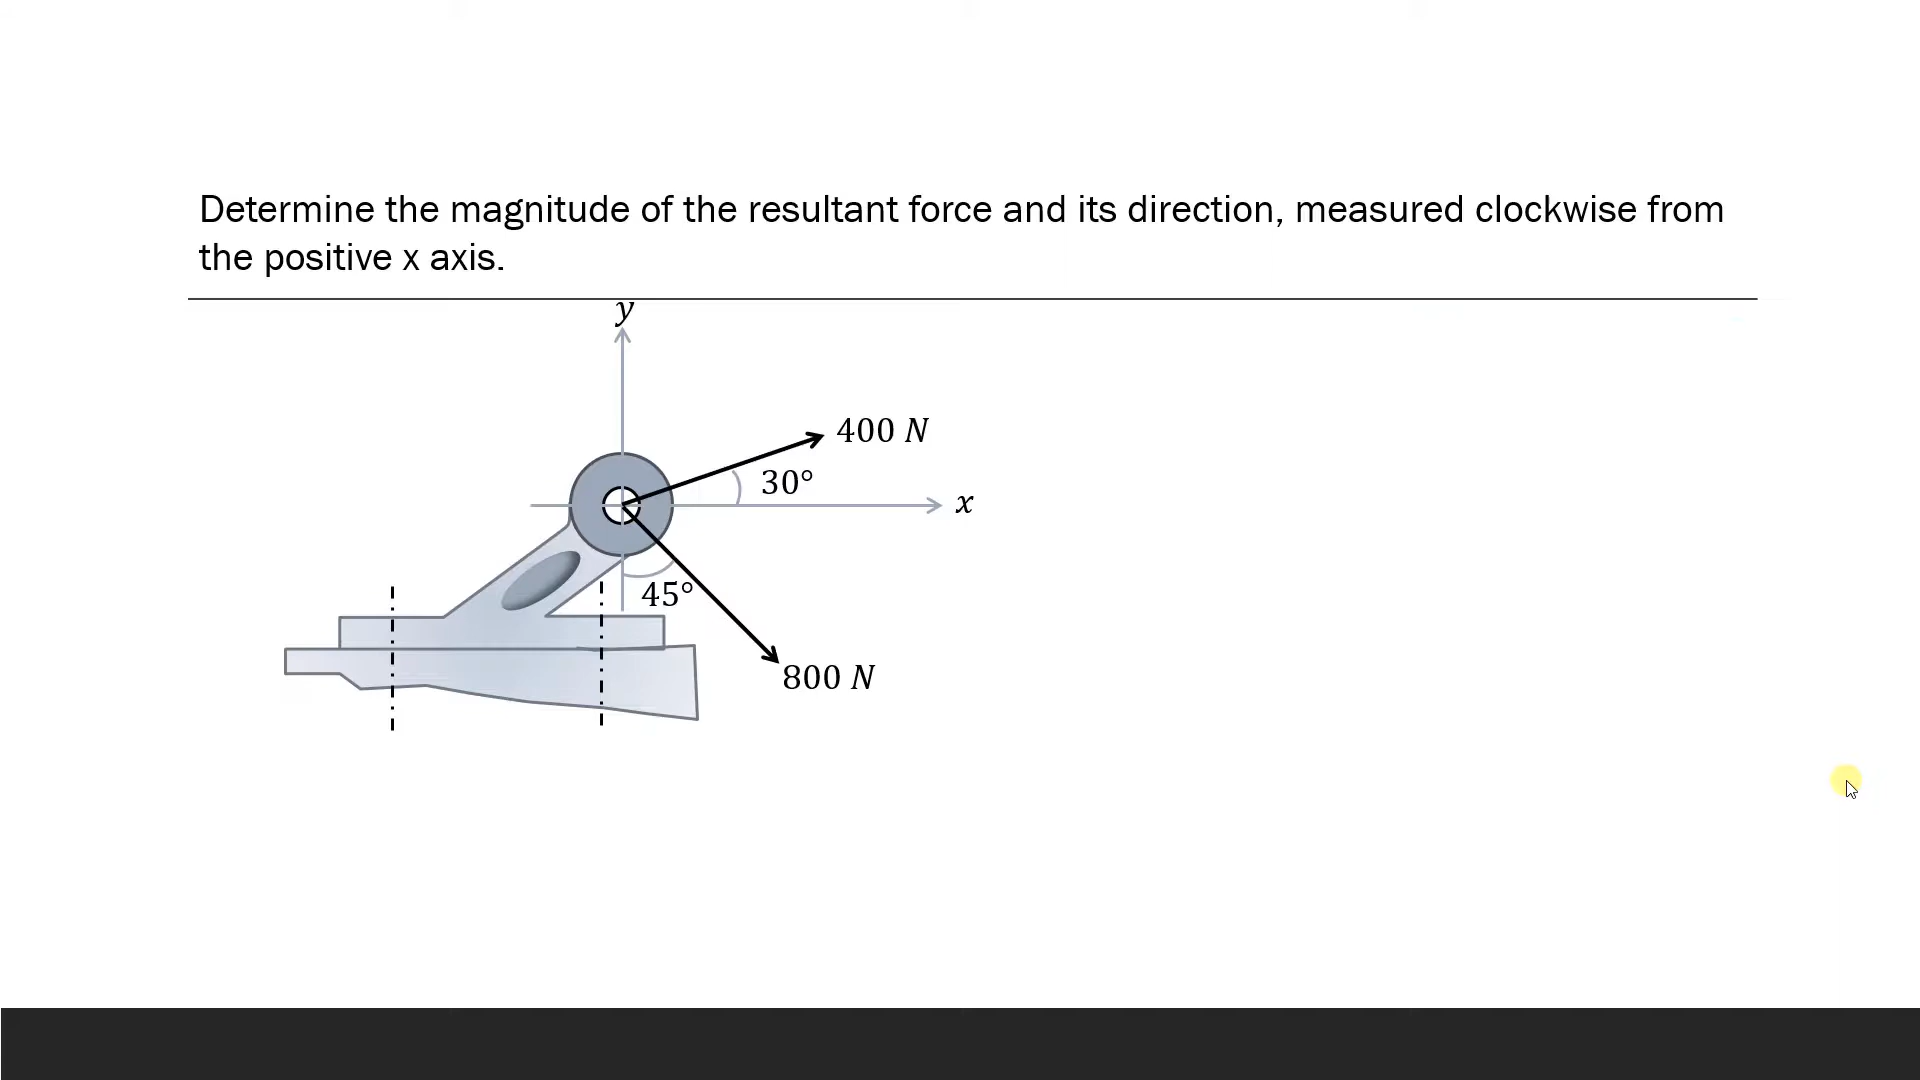 Determine the magnitude of the resultant force and its direction, measured clockwise from
the positive x axis.
y
400 N
30°
x
45°
800 N